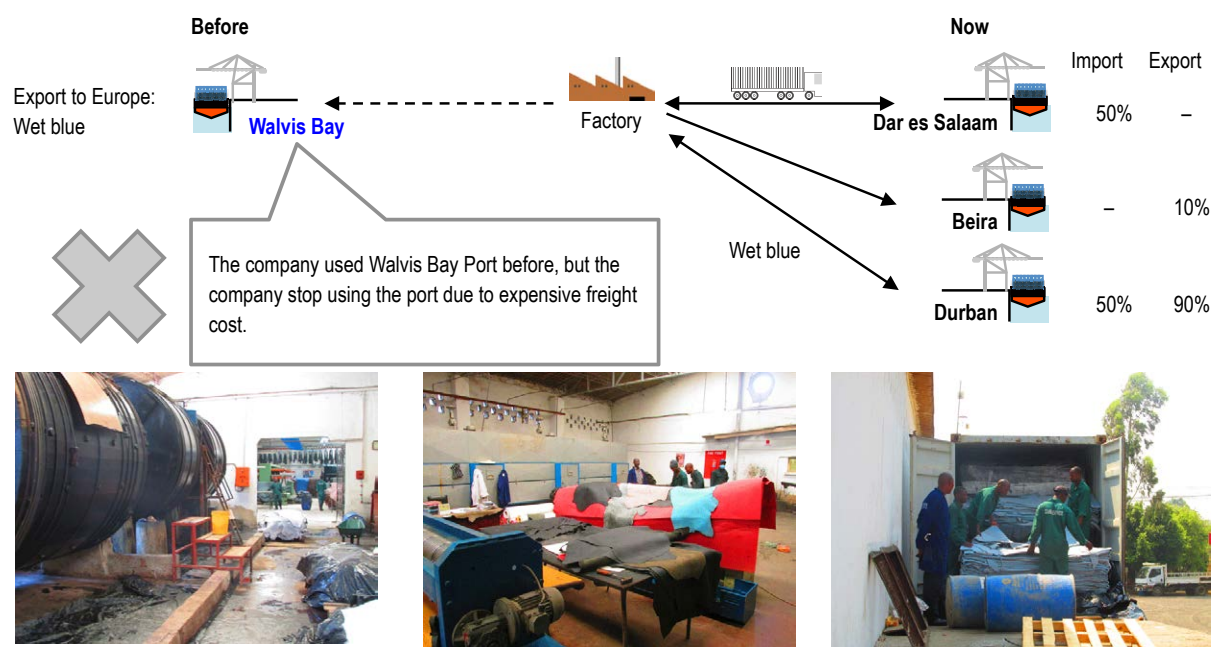 Before
Now
Import Export
Export to Europe:
Wet blue
Walvis Bay
Factory
Dar es Salaam
50% –
Beira
– 10%
Wet blue
Durban
50% 90%
The company used Walvis Bay Port before, but the
company stop using the port due to expensive freight
cost.